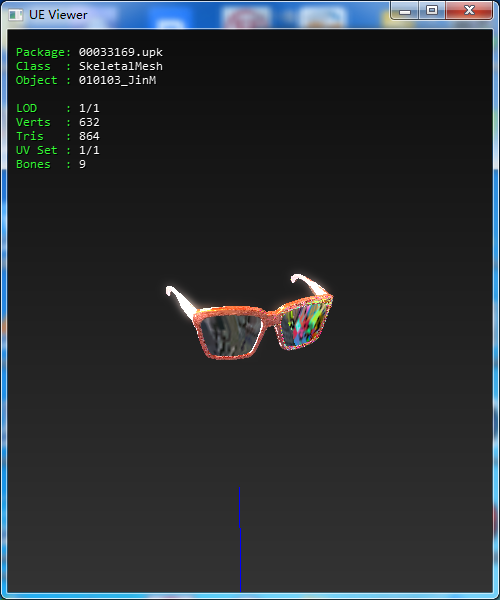 UE Viewer
Package: 00033169.upk
Class  : SkeletalMesh
Object : 010103_JinM
LOD    : 1/1
Verts  : 632
Tris   : 864
UV Set : 1/1
Bones  : 9